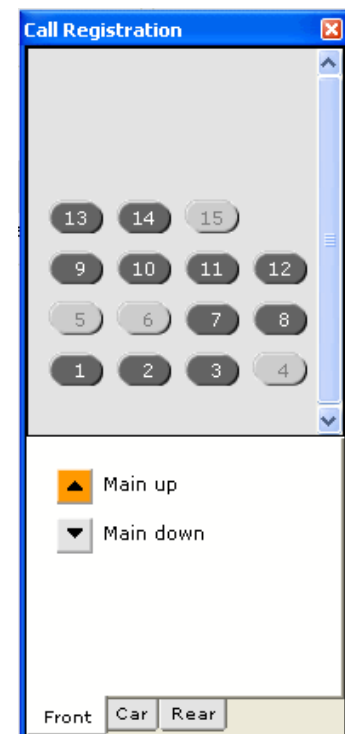 Call Registration
13 14 15
9 10 11 12
5 6 7 8
1 2 3 4
Main up
Main down
Front Car Rear